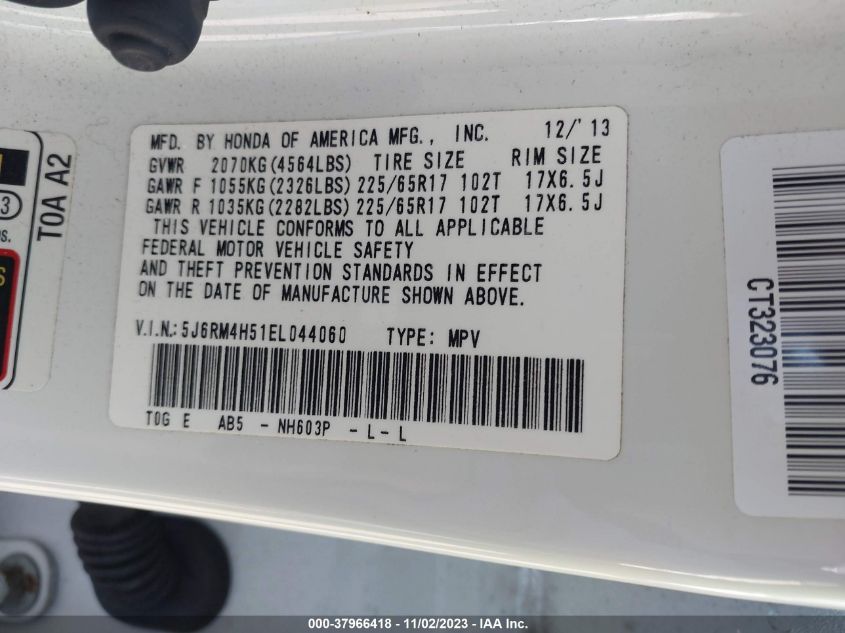 MFD. BY HONDA OF AMERICA MFG., INC. 12/'13
GVWR 2070KG(4564LBS) TIRE SIZE RIM SIZE
GAWR F 1055KG(2326LBS) 225/65R17 102T 17X6.5J
GAWR R 1035KG(2282LBS) 225/65R17 102T 17X6.5J
THIS VEHICLE CONFORMS TO ALL APPLICABLE
FEDERAL MOTOR VEHICLE SAFETY
AND THEFT PREVENTION STANDARDS IN EFFECT
ON THE DATE OF MANUFACTURE SHOWN ABOVE.
V.I.N.:5J6RM4H51EL044060 TYPE: MPV
T0G E AB5 - NH603P - L - L
T0A A2
CT323076
000-37966418 - 11/02/2023 - IAA Inc.